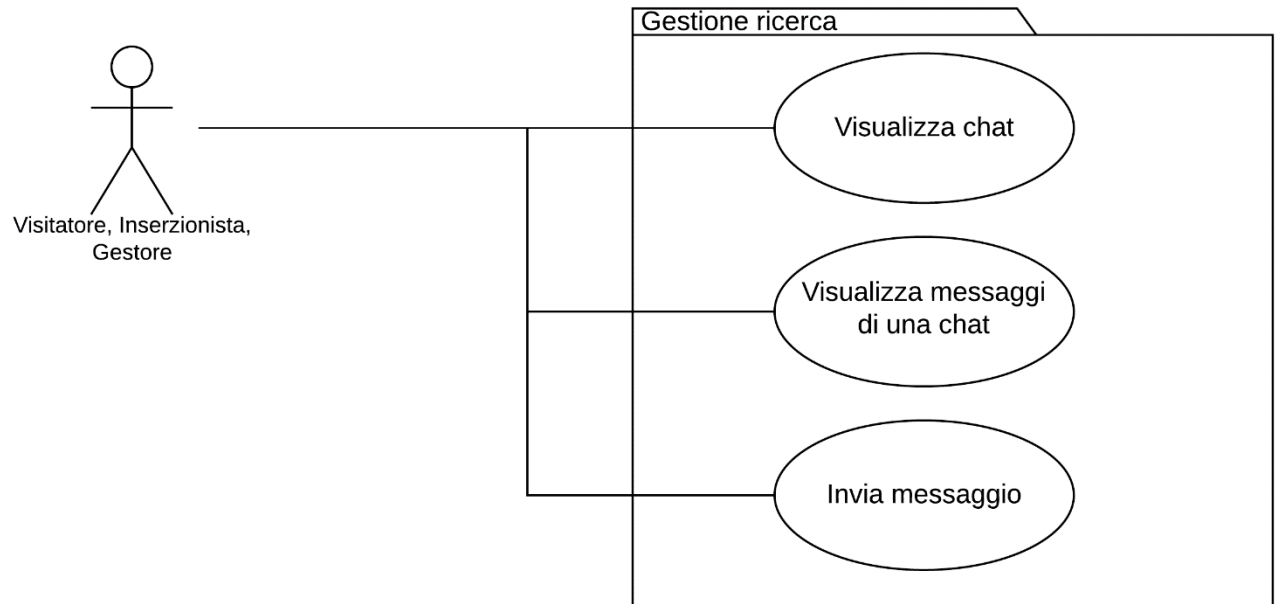 Gestione ricerca
Visualizza chat
Visitatore, Inserzionista,
Gestore
Visualizza messaggi
di una chat
Invia messaggio